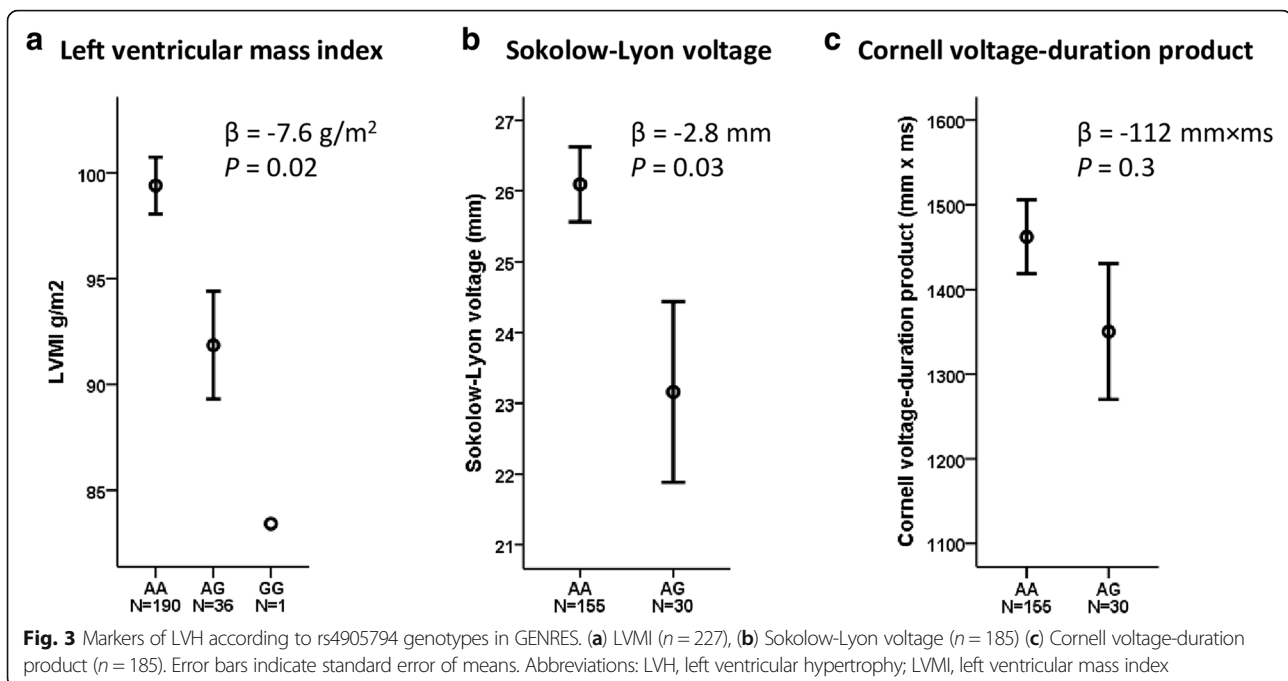 a Left ventricular mass index
LVMI g/m2
100
95
90
85
β = -7.6 g/m²
P = 0.02
AA AG GG
N=190 N=36 N=1
b Sokolow-Lyon voltage
Sokolow-Lyon voltage (mm)
27
26
25
24
23
22
21
β = -2.8 mm
P = 0.03
AA AG
N=155 N=30
c Cornell voltage-duration product
Cornell voltage-duration product (mm x ms)
1600
1500
1400
1300
1200
1100
β = -112 mm×ms
P = 0.3
AA AG
N=155 N=30
Fig. 3 Markers of LVH according to rs4905794 genotypes in GENRES. (a) LVMI (n = 227), (b) Sokolow-Lyon voltage (n = 185) (c) Cornell voltage-duration
product (n = 185). Error bars indicate standard error of means. Abbreviations: LVH, left ventricular hypertrophy; LVMI, left ventricular mass index